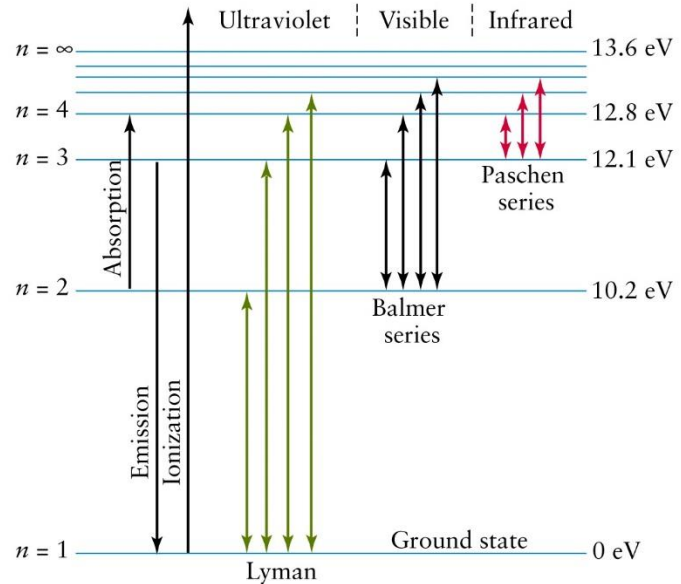 Ultraviolet | Visible | Infrared
n = ∞ 13.6 eV
n = 4 12.8 eV
n = 3 12.1 eV
Paschen
series
Absorption
n = 2 10.2 eV
Balmer
series
Emission
Ionization
Ground state
n = 1 0 eV
Lyman